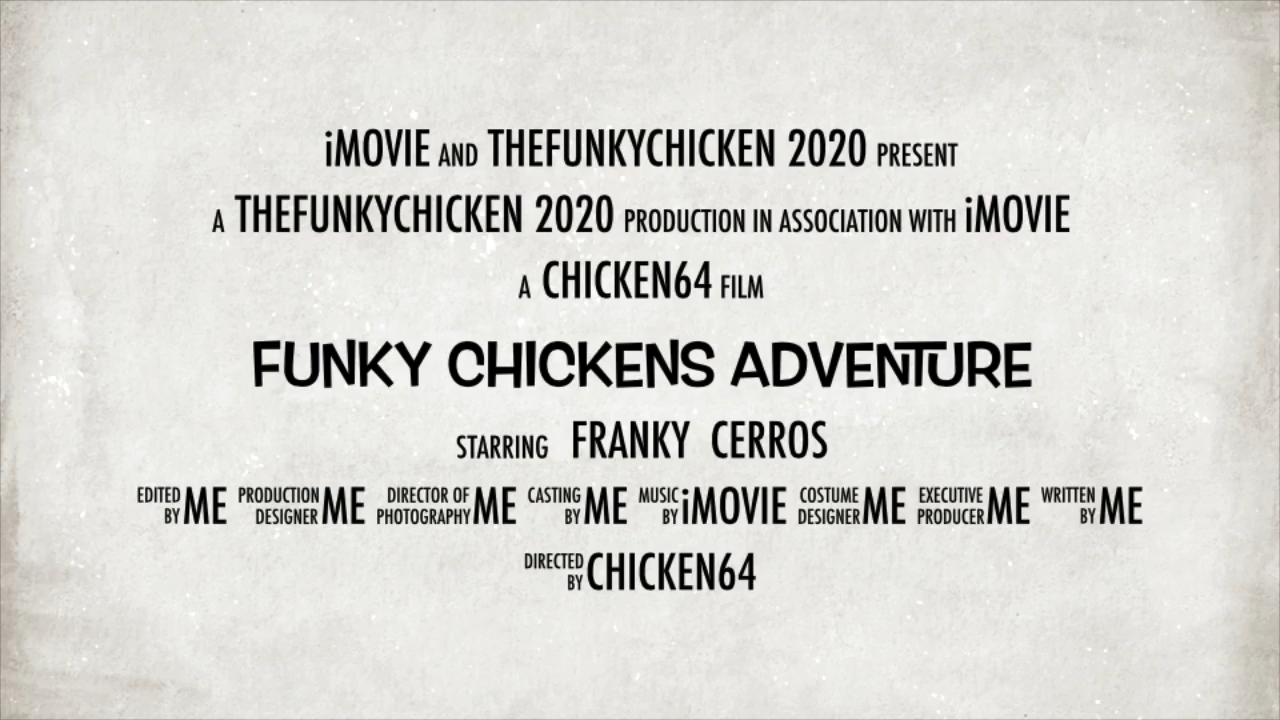 iMOVIE AND THEFUNKYCHICKEN 2020 PRESENT
A THEFUNKYCHICKEN 2020 PRODUCTION IN ASSOCIATION WITH iMOVIE
A CHICKEN64 FILM
FUNKY CHICKENS ADVENTURE
STARRING FRANKY CERROS
EDITED BY ME PRODUCTION DESIGNER ME DIRECTOR OF PHOTOGRAPHY ME CASTING BY ME MUSIC BY iMOVIE COSTUME DESIGNER ME EXECUTIVE PRODUCER ME WRITTEN BY ME
DIRECTED BY CHICKEN64